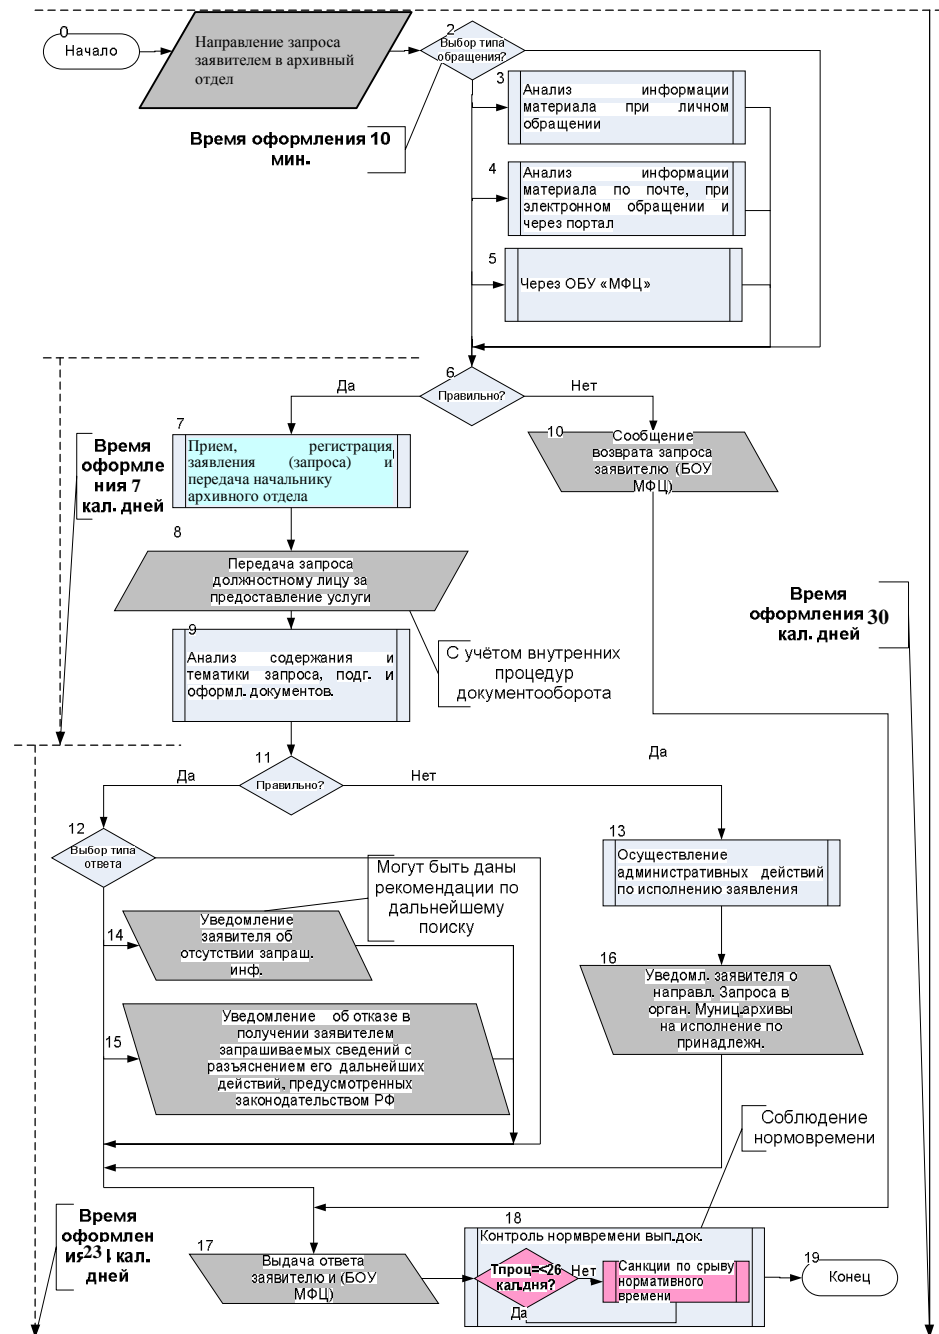 0
Начало
Направление запроса
заявителем в архивный
отдел
2
Выбор типа
обращения?
3
Анализ информации
материала при личном
обращении
Время оформления 10
мин.
4
Анализ информации
материала по почте, при
электронном обращении и
через портал
5
Через ОБУ «МФЦ»
6
Правильно?
Да
Нет
7
Прием, регистрация
заявления (запроса) и
передача начальнику
архивного отдела
Время
оформле
ния 7
кал. дней
10
Сообщение
возврата запроса
заявителю (БОУ
МФЦ)
8
Передача запроса
должностному лицу за
предоставление услуги
Время
оформления 30
кал. дней
9
Анализ содержания и
тематики запроса, подг. и
оформл. документов.
С учётом внутренних
процедур
документооборота
11
Правильно?
Да
Нет
Да
12
Выбор типа
ответа
13
Осуществление
административных действий
по исполнению заявления
Могут быть даны
рекомендации по
дальнейшему
поиску
14
Уведомление
заявителя об
отсутствии запраш.
инф.
16
Уведомл. заявителя о
направл. Запроса в
орган. Муниц.архивы
на исполнение по
принадлежн.
15
Уведомление об отказе в
получении заявителем
запрашиваемых сведений с
разъяснением его дальнейших
действий, предусмотренных
законодательством РФ
Соблюдение
нормовремени
Время
оформлен
ия 23 кал.
дней
17
Выдача ответа
заявителю и (БОУ
МФЦ)
18
Контроль нормвремени вып.док.
Тпроц=<26
кал.дня?
Нет
Да
Санкции по срыву
нормативного
времени
19
Конец